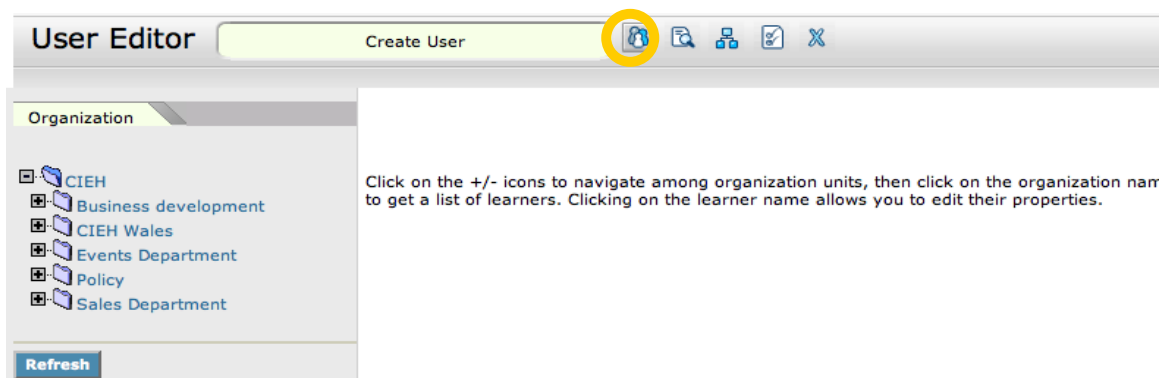 User Editor
Create User
Organization
CIEH
Business development
CIEH Wales
Events Department
Policy
Sales Department
Refresh
Click on the +/- icons to navigate among organization units, then click on the organization nam
to get a list of learners. Clicking on the learner name allows you to edit their properties.